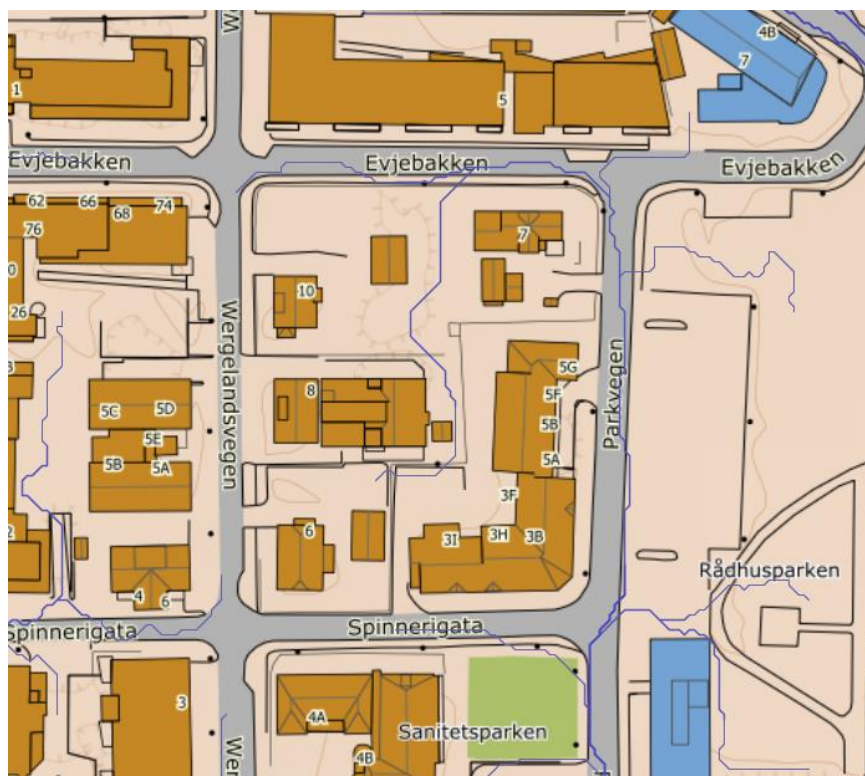 4B
7
1
5
Evjebakken
Evjebakken
Evjebakken
62
66
68
74
76
7
10
26
Wergelandsvegen
Parkvegen
8
5G
5F
5B
5A
5C
5D
5E
5B
5A
3F
3I
3H
3B
6
4
6
Rådhusparken
Spinnerigata
Spinnerigata
3
4A
Sanitetsparken
4B